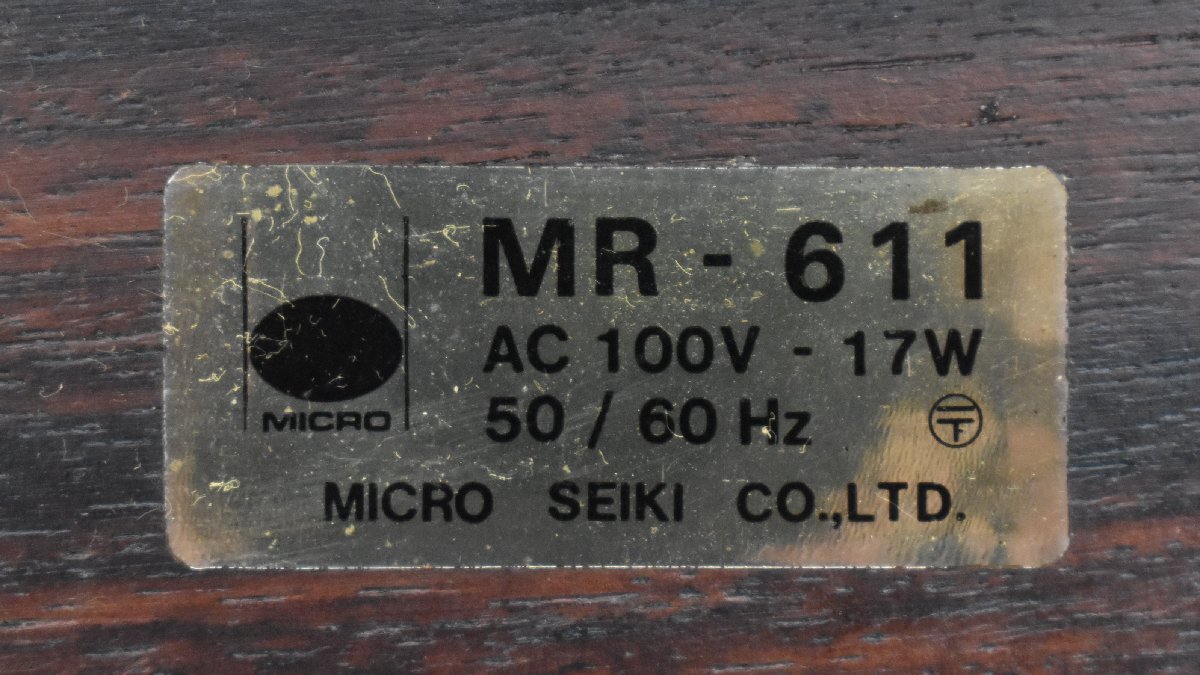 MICRO
MR - 611
AC 100V - 17W
50 / 60 Hz
MICRO SEIKI CO.,LTD.